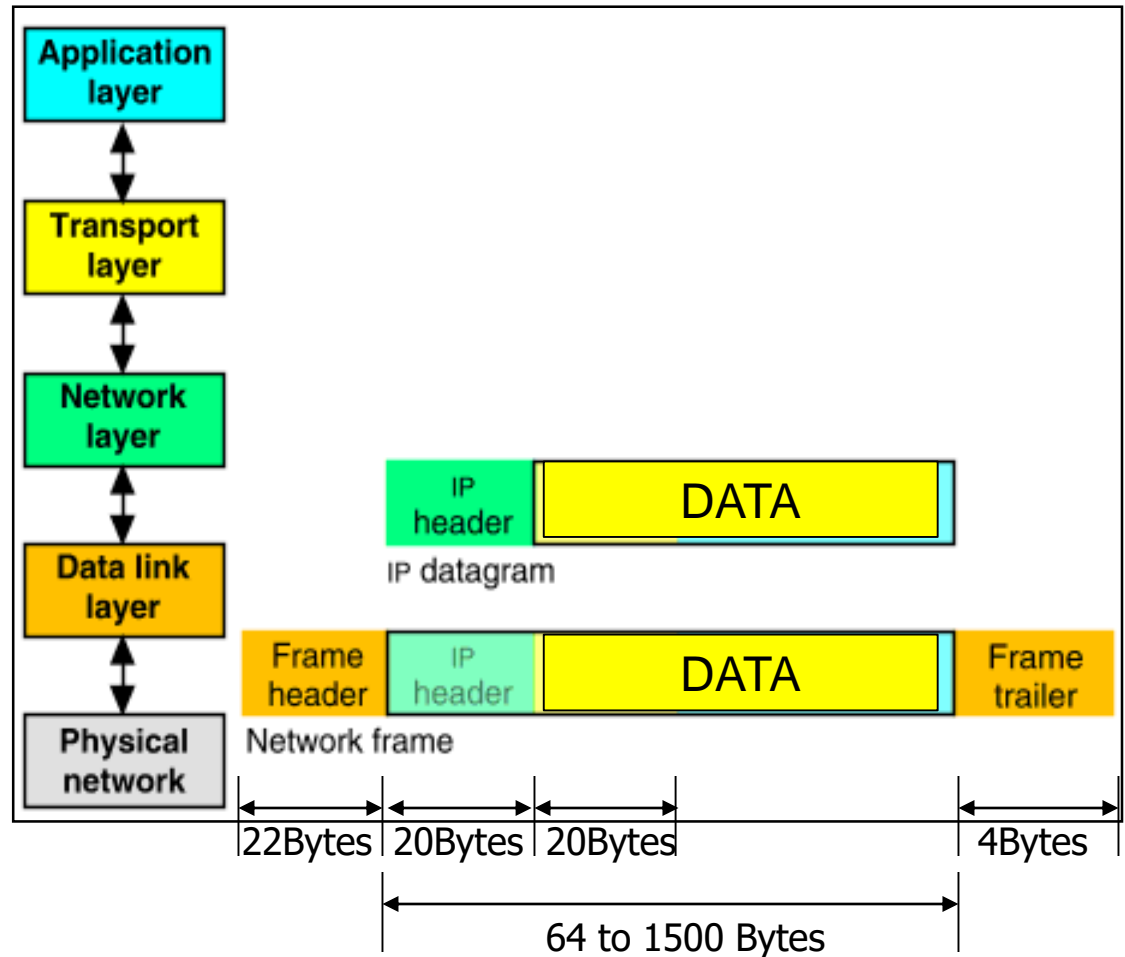 Application
layer
Transport
layer
Network
layer
IP
header
DATA
IP datagram
Data link
layer
Frame
header
IP
header
DATA
Frame
trailer
Network frame
Physical
network
22Bytes
20Bytes
20Bytes
4Bytes
64 to 1500 Bytes